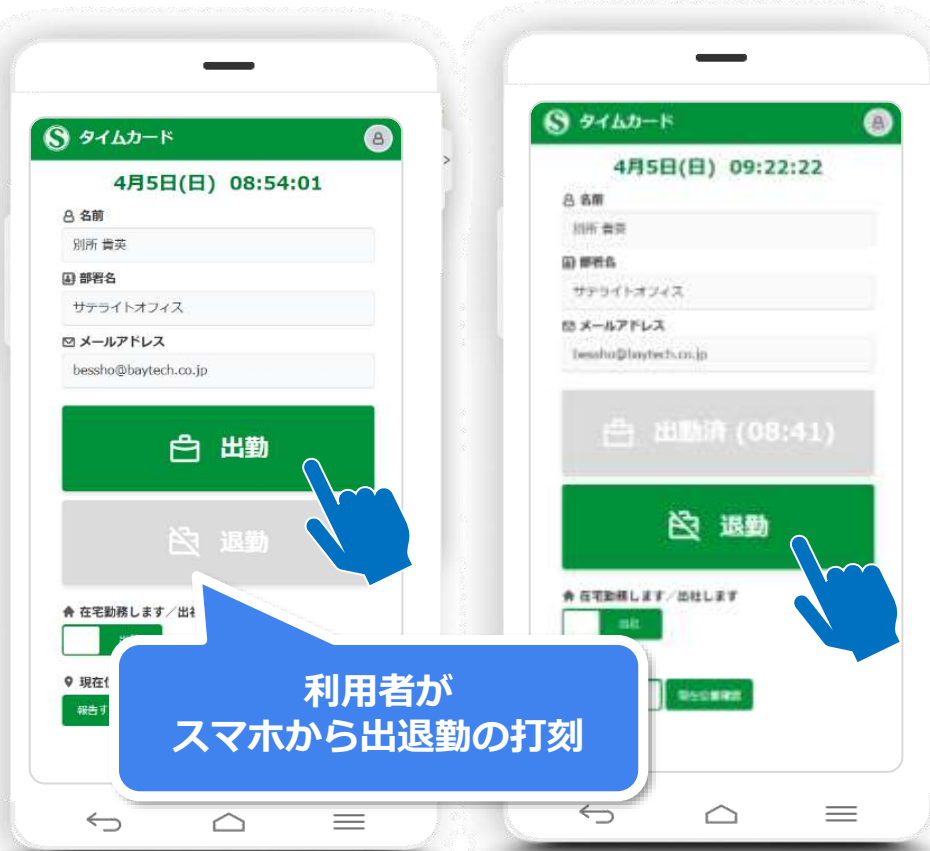 タイムカード
4月5日(日) 08:54:01
名前
別所 貴英
部署名
サテライトオフィス
メールアドレス
bessho@baytech.co.jp
出勤
退勤
在宅勤務します/出社
現在位
報告す
タイムカード
4月5日(日) 09:22:22
名前
別所 貴英
部署名
サテライトオフィス
メールアドレス
bessho@baytech.co.jp
出勤済 (08:41)
退勤
在宅勤務します/出社します
出社
現在位置確認
利用者が
スマホから出退勤の打刻